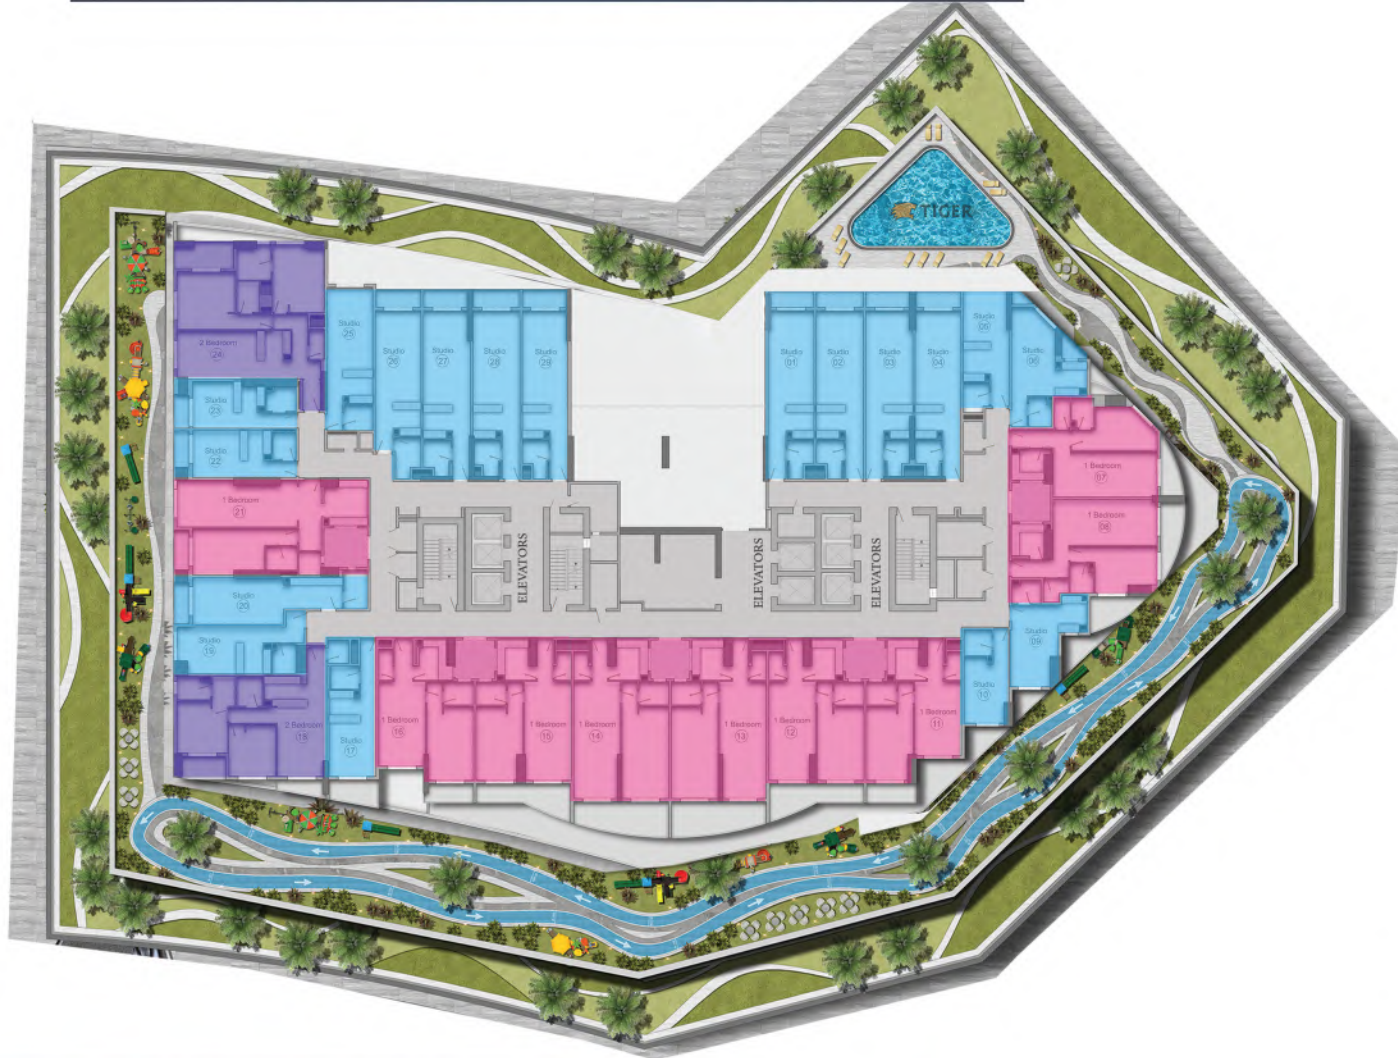 TIGER
2 Bedroom
24
Studio
25
Studio
26
Studio
27
Studio
28
Studio
29
Studio
01
Studio
02
Studio
03
Studio
04
Studio
05
Studio
06
Studio
23
Studio
22
1 Bedroom
21
Studio
20
Studio
19
2 Bedroom
18
Studio
17
1 Bedroom
16
1 Bedroom
15
1 Bedroom
14
1 Bedroom
13
1 Bedroom
12
1 Bedroom
11
Studio
10
Studio
09
1 Bedroom
08
1 Bedroom
07
ELEVATORS
ELEVATORS
ELEVATORS